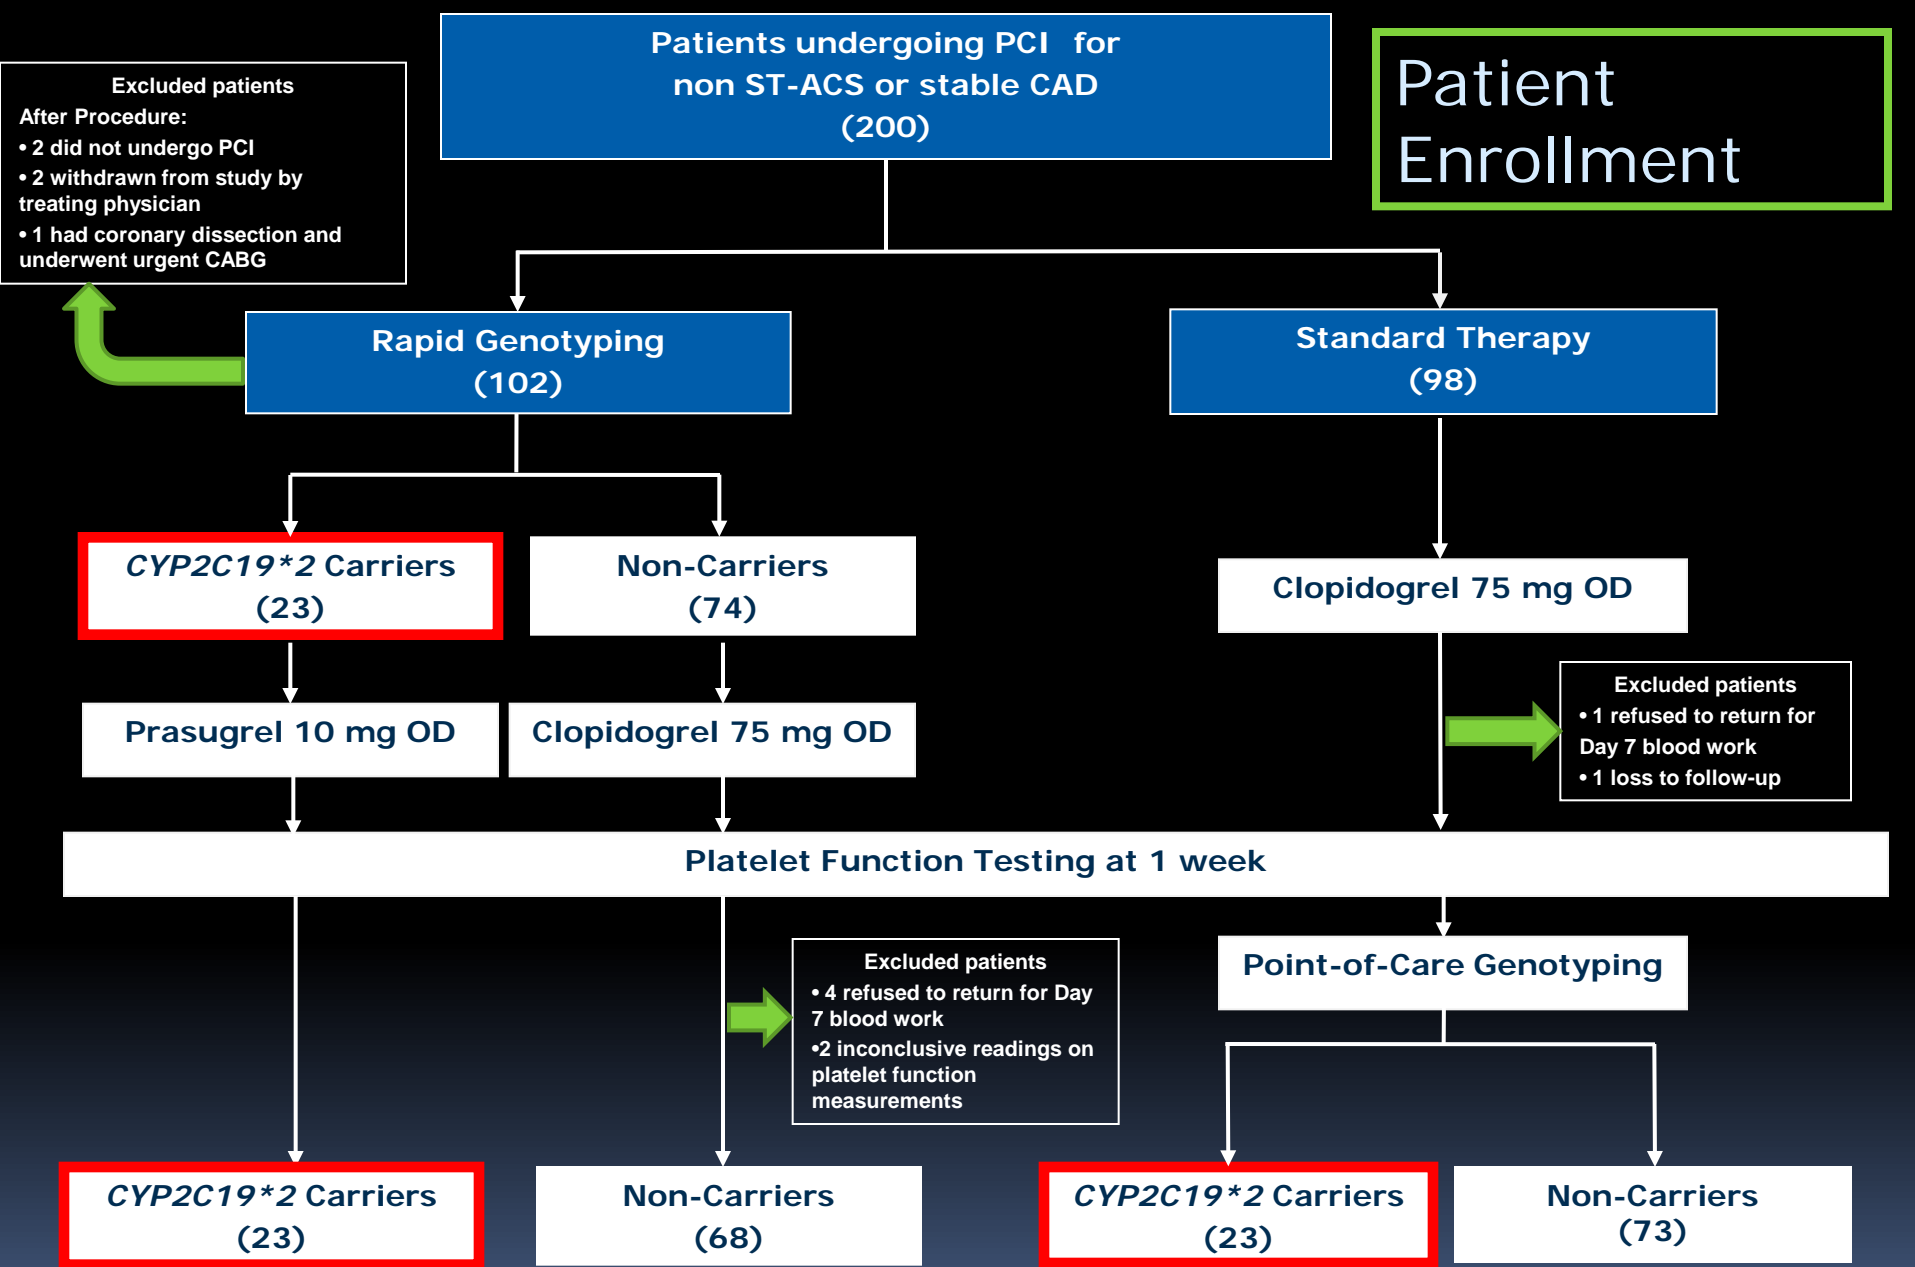 Patients undergoing PCI for
non ST-ACS or stable CAD
(200)
Patient
Enrollment
Excluded patients
After Procedure:
• 2 did not undergo PCI
• 2 withdrawn from study by
treating physician
• 1 had coronary dissection and
underwent urgent CABG
Rapid Genotyping
(102)
Standard Therapy
(98)
CYP2C19*2 Carriers
(23)
Non-Carriers
(74)
Clopidogrel 75 mg OD
Prasugrel 10 mg OD
Clopidogrel 75 mg OD
Excluded patients
• 1 refused to return for
Day 7 blood work
• 1 loss to follow-up
Platelet Function Testing at 1 week
Excluded patients
• 4 refused to return for Day
7 blood work
•2 inconclusive readings on
platelet function
measurements
Point-of-Care Genotyping
CYP2C19*2 Carriers
(23)
Non-Carriers
(68)
CYP2C19*2 Carriers
(23)
Non-Carriers
(73)